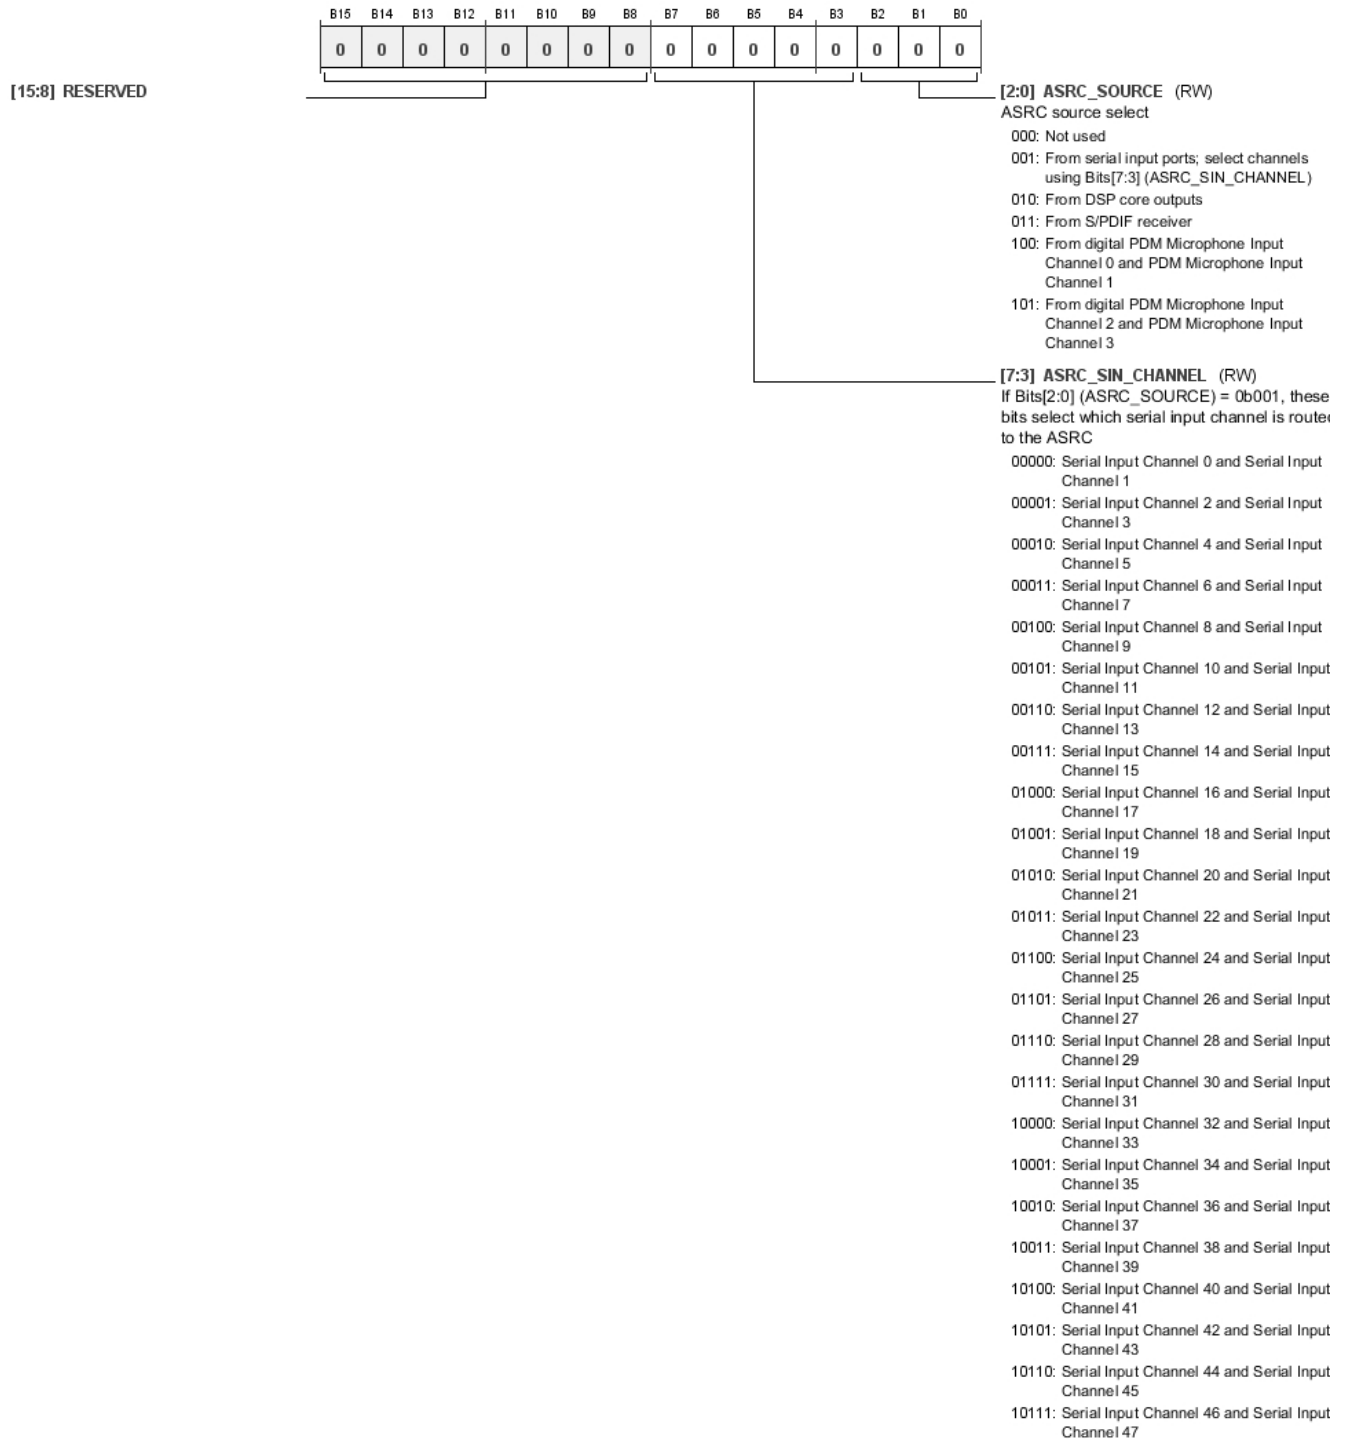 B15 B14 B13 B12 B11 B10 B9 B8 B7 B6 B5 B4 B3 B2 B1 B0
0 0 0 0 0 0 0 0 0 0 0 0 0 0 0 0
[15:8] RESERVED
[2:0] ASRC_SOURCE (RW)
ASRC source select
000: Not used
001: From serial input ports; select channels
using Bits[7:3] (ASRC_SIN_CHANNEL)
010: From DSP core outputs
011: From S/PDIF receiver
100: From digital PDM Microphone Input
Channel 0 and PDM Microphone Input
Channel 1
101: From digital PDM Microphone Input
Channel 2 and PDM Microphone Input
Channel 3
[7:3] ASRC_SIN_CHANNEL (RW)
If Bits[2:0] (ASRC_SOURCE) = 0b001, these
bits select which serial input channel is routed
to the ASRC
00000: Serial Input Channel 0 and Serial Input
Channel 1
00001: Serial Input Channel 2 and Serial Input
Channel 3
00010: Serial Input Channel 4 and Serial Input
Channel 5
00011: Serial Input Channel 6 and Serial Input
Channel 7
00100: Serial Input Channel 8 and Serial Input
Channel 9
00101: Serial Input Channel 10 and Serial Input
Channel 11
00110: Serial Input Channel 12 and Serial Input
Channel 13
00111: Serial Input Channel 14 and Serial Input
Channel 15
01000: Serial Input Channel 16 and Serial Input
Channel 17
01001: Serial Input Channel 18 and Serial Input
Channel 19
01010: Serial Input Channel 20 and Serial Input
Channel 21
01011: Serial Input Channel 22 and Serial Input
Channel 23
01100: Serial Input Channel 24 and Serial Input
Channel 25
01101: Serial Input Channel 26 and Serial Input
Channel 27
01110: Serial Input Channel 28 and Serial Input
Channel 29
01111: Serial Input Channel 30 and Serial Input
Channel 31
10000: Serial Input Channel 32 and Serial Input
Channel 33
10001: Serial Input Channel 34 and Serial Input
Channel 35
10010: Serial Input Channel 36 and Serial Input
Channel 37
10011: Serial Input Channel 38 and Serial Input
Channel 39
10100: Serial Input Channel 40 and Serial Input
Channel 41
10101: Serial Input Channel 42 and Serial Input
Channel 43
10110: Serial Input Channel 44 and Serial Input
Channel 45
10111: Serial Input Channel 46 and Serial Input
Channel 47